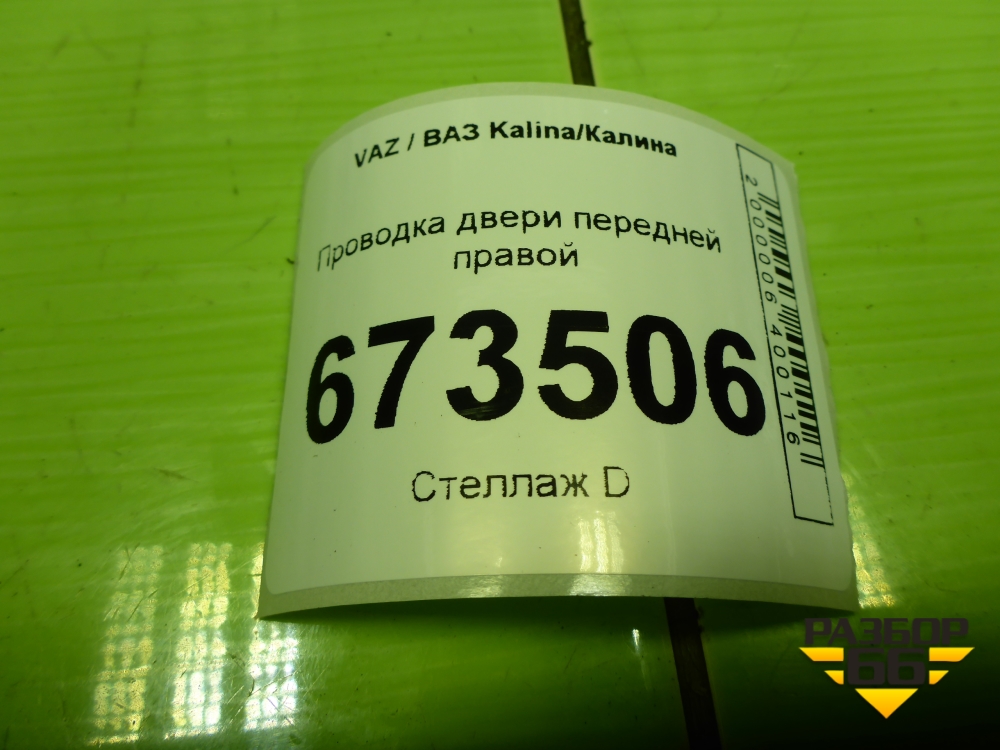 VAZ / ВАЗ Kalina/Калина
Проводка двери передней
правой
673506
Стеллаж D
2000006400116
РАЗБОР
66